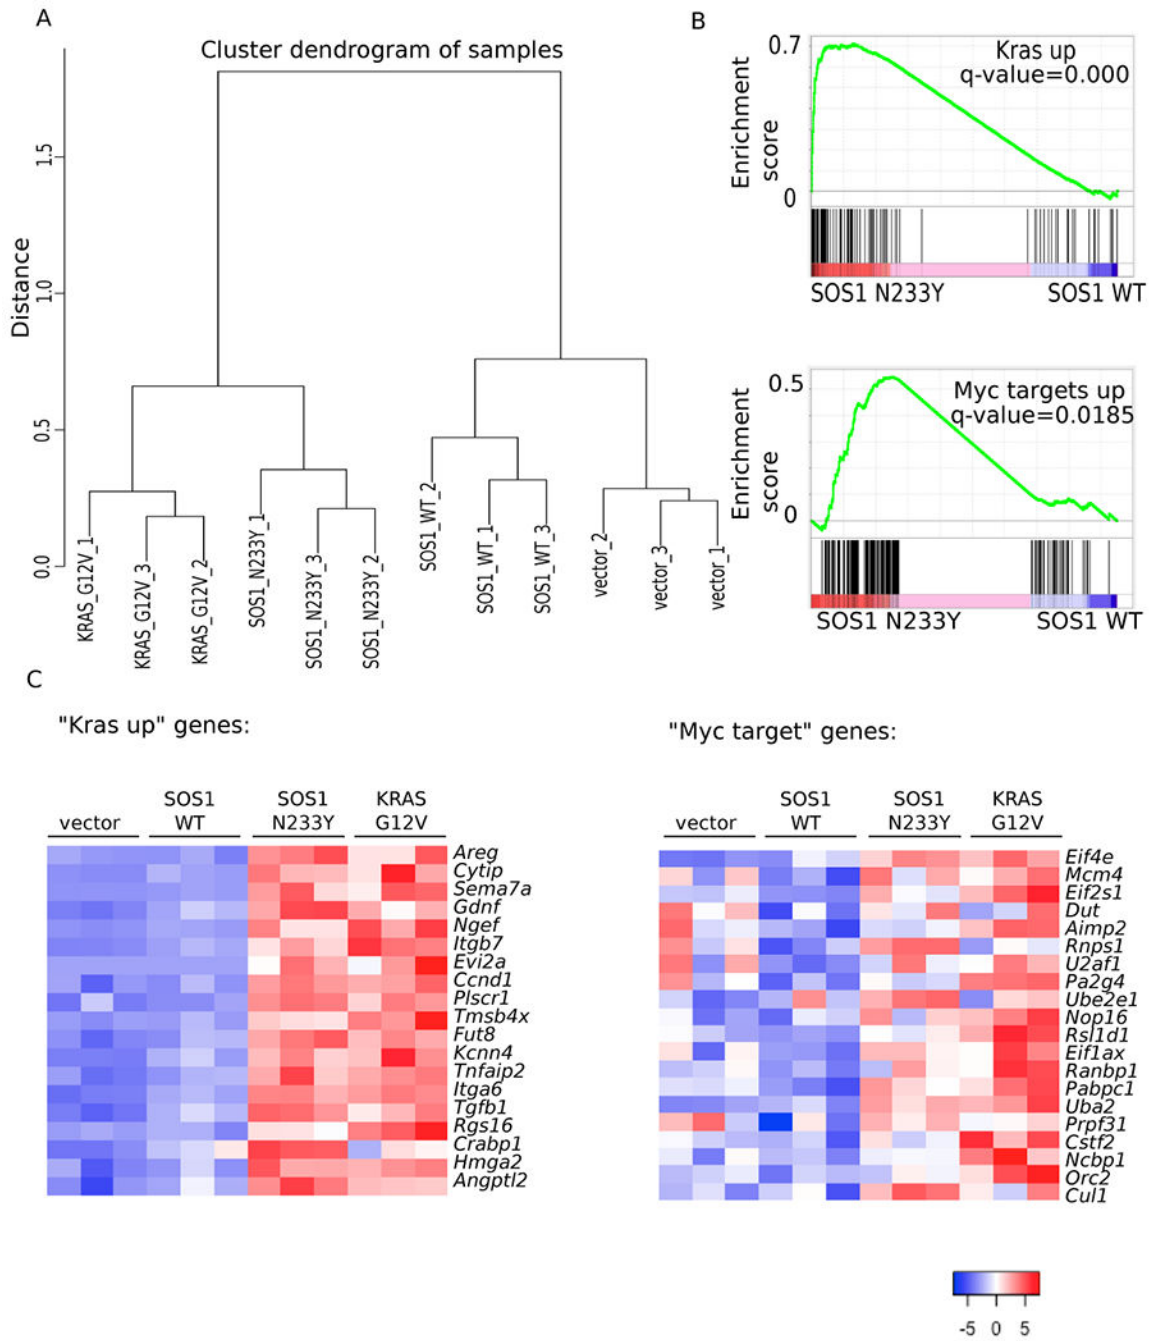 A
Cluster dendrogram of samples
Distance
0.0
0.5
1.0
1.5
KRAS_G12V_1
KRAS_G12V_3
KRAS_G12V_2
SOS1_N233Y_1
SOS1_N233Y_3
SOS1_N233Y_2
SOS1_WT_2
SOS1_WT_1
SOS1_WT_3
vector_2
vector_3
vector_1
B
0.7
Kras up
q-value=0.000
Enrichment
score
0
SOS1 N233Y
SOS1 WT
0.5
Myc targets up
q-value=0.0185
Enrichment
score
0
SOS1 N233Y
SOS1 WT
C
"Kras up" genes:
vector
SOS1
WT
SOS1
N233Y
KRAS
G12V
Areg
Cytip
Sema7a
Gdnf
Ngef
Itgb7
Evi2a
Ccnd1
Plscr1
Tmsb4x
Fut8
Kcnn4
Tnfaip2
Itga6
Tgfb1
Rgs16
Crabp1
Hmga2
Angptl2
"Myc target" genes:
vector
SOS1
WT
SOS1
N233Y
KRAS
G12V
Eif4e
Mcm4
Eif2s1
Dut
Aimp2
Rnps1
U2af1
Pa2g4
Ube2e1
Nop16
Rsl1d1
Eif1ax
Ranbp1
Pabpc1
Uba2
Prpf31
Cstf2
Ncbp1
Orc2
Cul1
-5 0 5